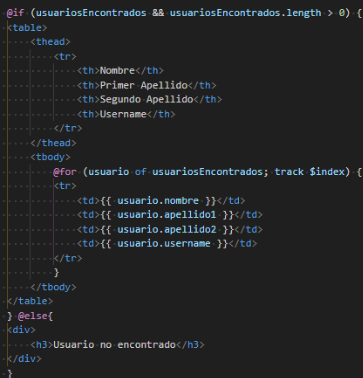 @if (usuariosEncontrados && usuariosEncontrados.length > 0) {
<table>
    <thead>
        <tr>
            <th>Nombre</th>
            <th>Primer Apellido</th>
            <th>Segundo Apellido</th>
            <th>Username</th>
        </tr>
    </thead>
    <tbody>
        @for (usuario of usuariosEncontrados; track $index) {
        <tr>
            <td>{{ usuario.nombre }}</td>
            <td>{{ usuario.apellido1 }}</td>
            <td>{{ usuario.apellido2 }}</td>
            <td>{{ usuario.username }}</td>
        </tr>
        }
    </tbody>
</table>
} @else{
<div>
    <h3>Usuario no encontrado</h3>
</div>
}